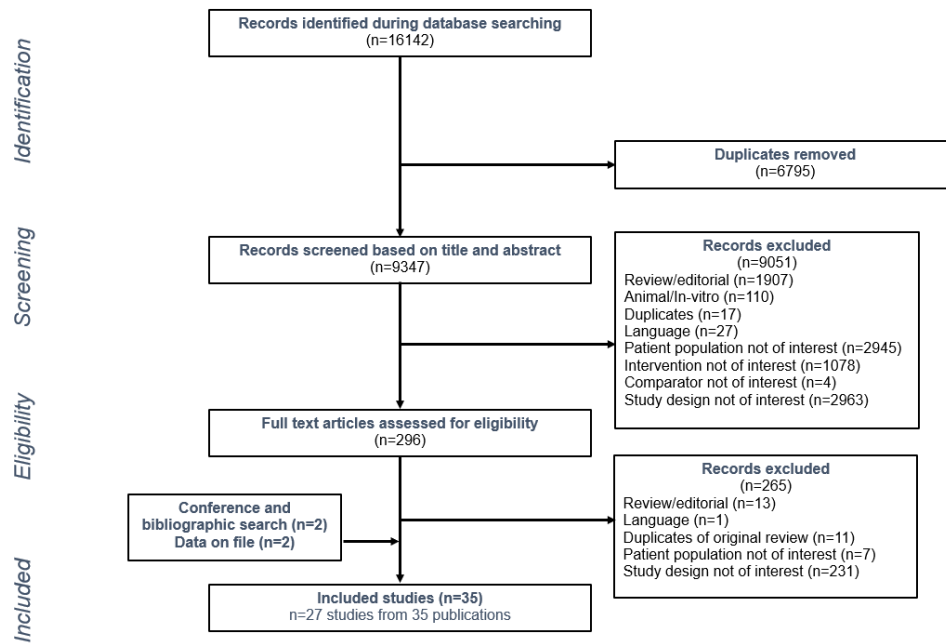 Identification
Records identified during database searching
(n=16142)
Duplicates removed
(n=6795)
Screening
Records screened based on title and abstract
(n=9347)
Records excluded
(n=9051)
Review/editorial (n=1907)
Animal/In-vitro (n=110)
Duplicates (n=17)
Language (n=27)
Patient population not of interest (n=2945)
Intervention not of interest (n=1078)
Comparator not of interest (n=4)
Study design not of interest (n=2963)
Eligibility
Full text articles assessed for eligibility
(n=296)
Records excluded
(n=265)
Review/editorial (n=13)
Language (n=1)
Duplicates of original review (n=11)
Patient population not of interest (n=7)
Study design not of interest (n=231)
Conference and
bibliographic search (n=2)
Data on file (n=2)
Included
Included studies (n=35)
n=27 studies from 35 publications